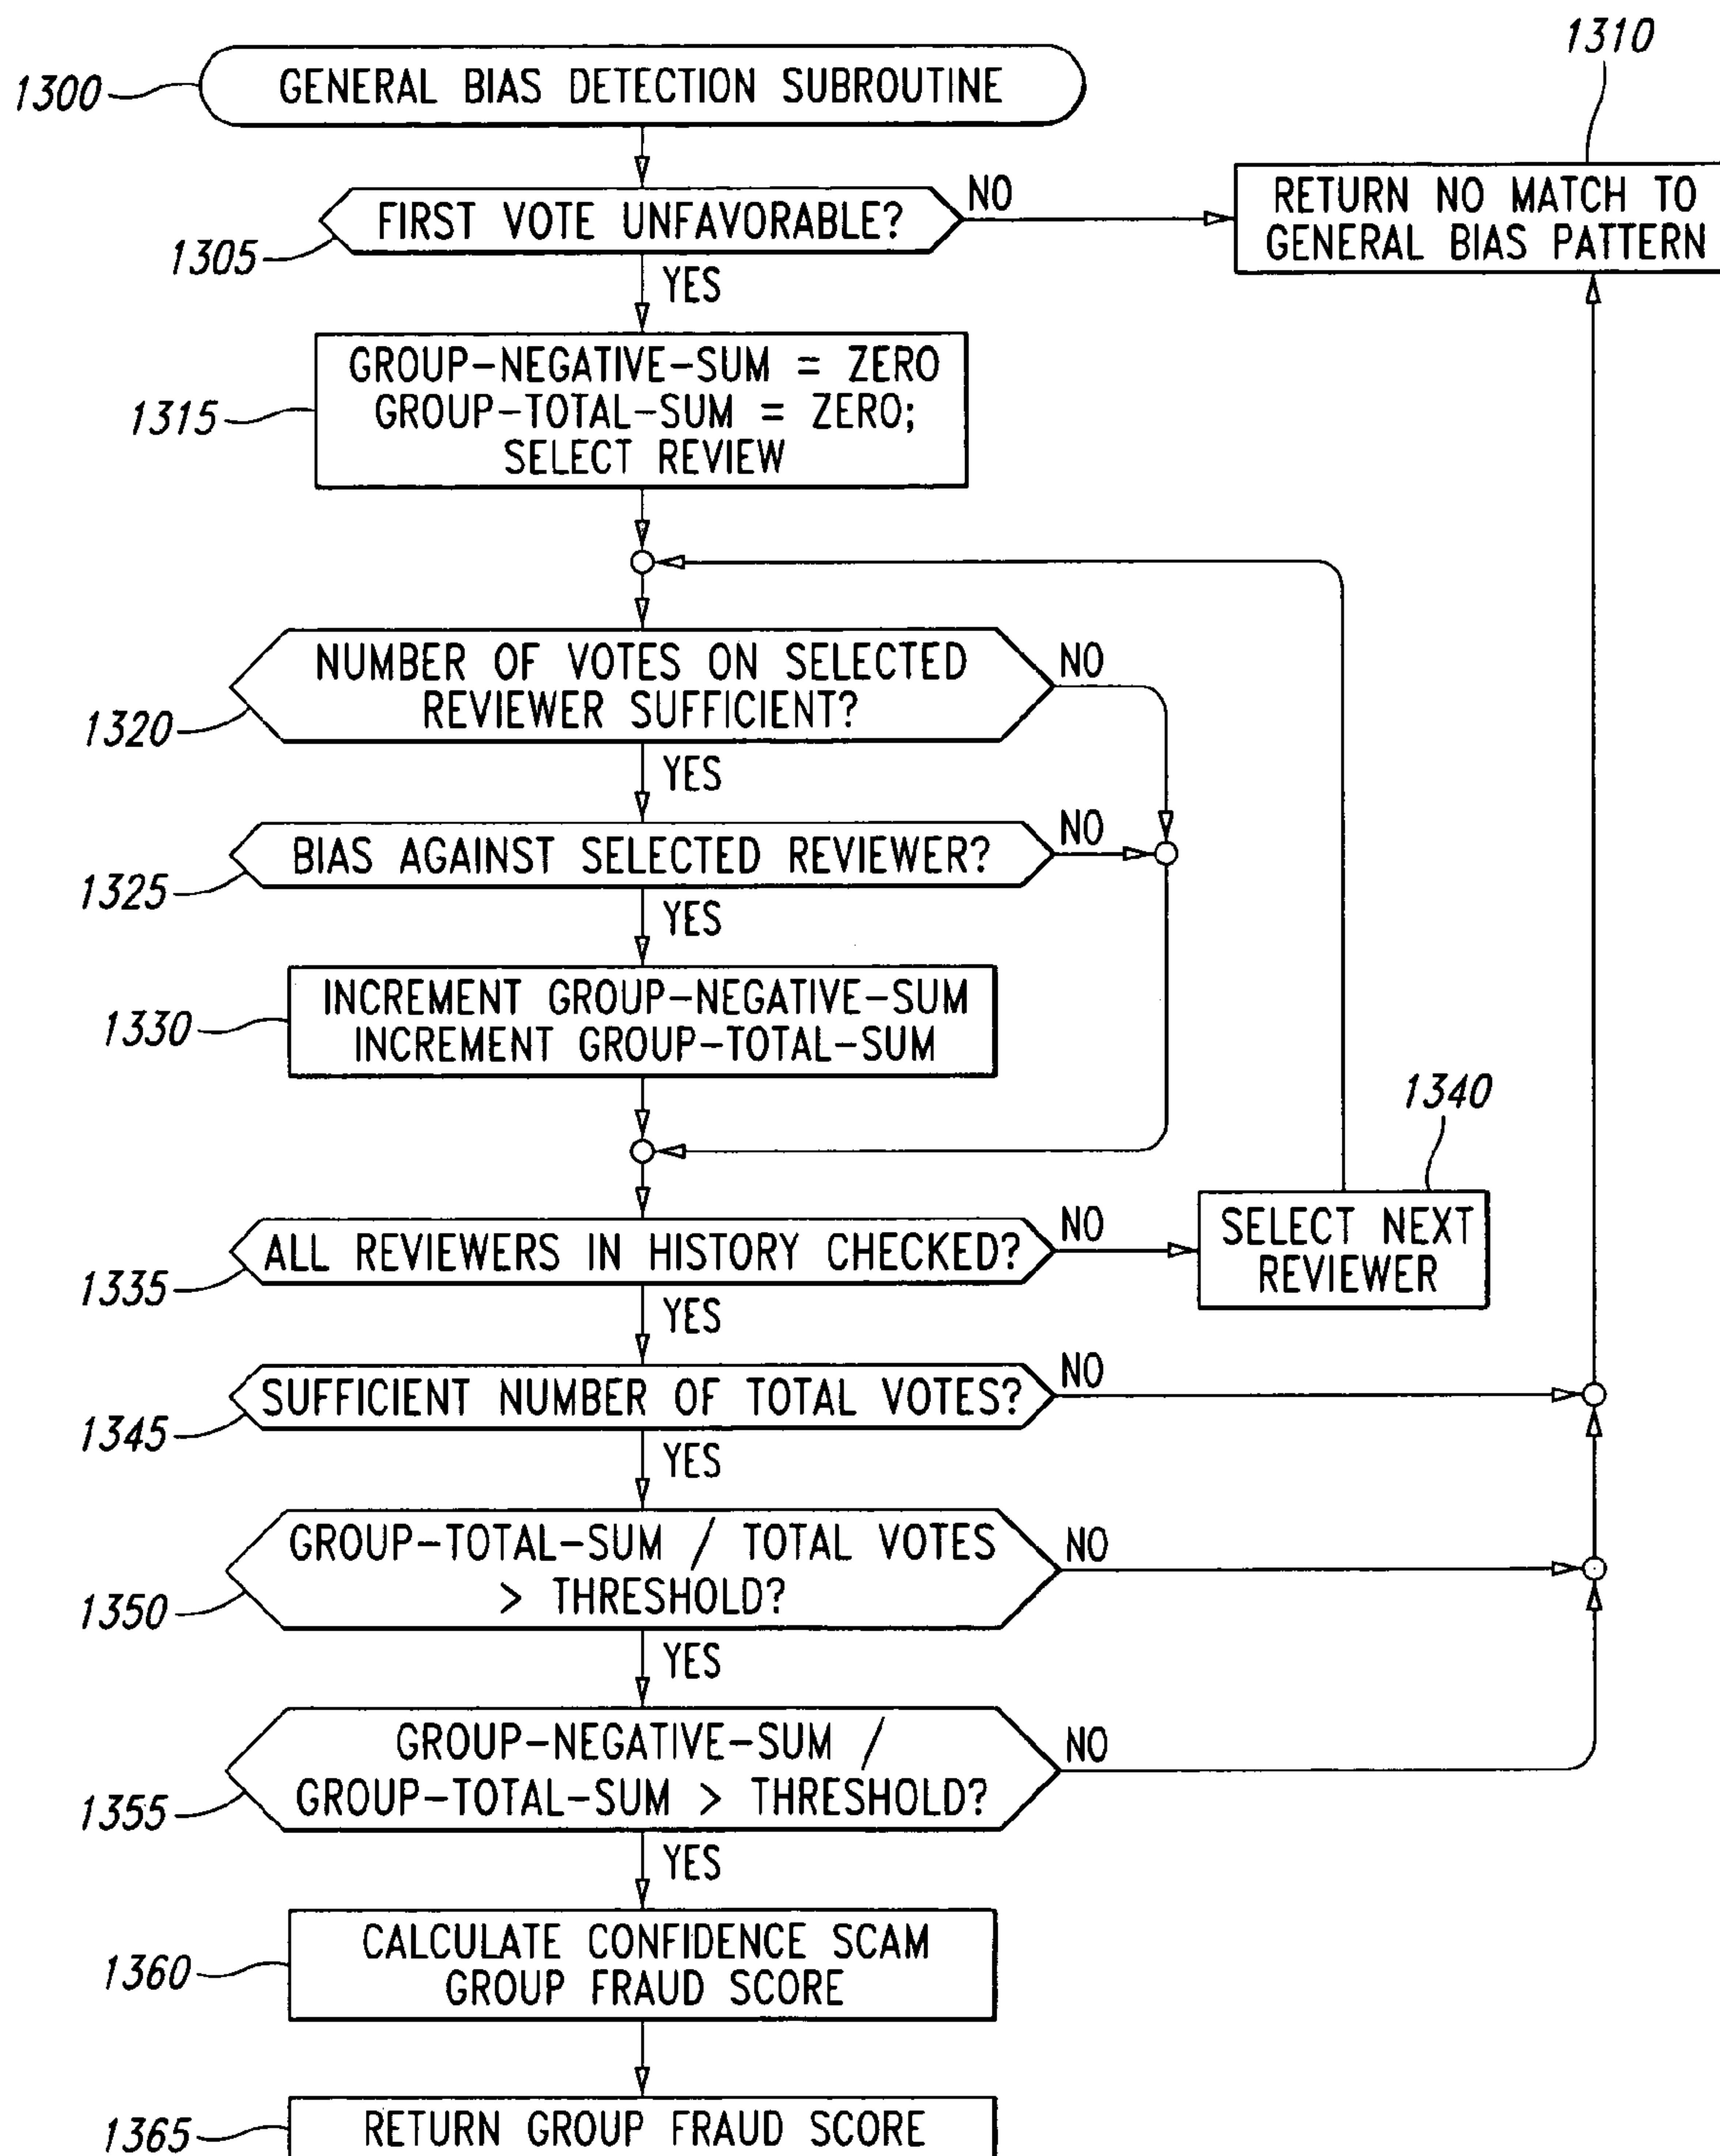 1310
1300
GENERAL BIAS DETECTION SUBROUTINE
FIRST VOTE UNFAVORABLE?
NO
RETURN NO MATCH TO
GENERAL BIAS PATTERN
1305
YES
GROUP-NEGATIVE-SUM = ZERO
GROUP-TOTAL-SUM = ZERO;
SELECT REVIEW
1315
NUMBER OF VOTES ON SELECTED
REVIEWER SUFFICIENT?
NO
1320
YES
BIAS AGAINST SELECTED REVIEWER?
NO
1325
YES
INCREMENT GROUP-NEGATIVE-SUM
INCREMENT GROUP-TOTAL-SUM
1330
1340
ALL REVIEWERS IN HISTORY CHECKED?
NO
SELECT NEXT
REVIEWER
1335
YES
SUFFICIENT NUMBER OF TOTAL VOTES?
NO
1345
YES
GROUP-TOTAL-SUM / TOTAL VOTES
> THRESHOLD?
NO
1350
YES
GROUP-NEGATIVE-SUM /
GROUP-TOTAL-SUM > THRESHOLD?
NO
1355
YES
CALCULATE CONFIDENCE SCAM
GROUP FRAUD SCORE
1360
RETURN GROUP FRAUD SCORE
1365